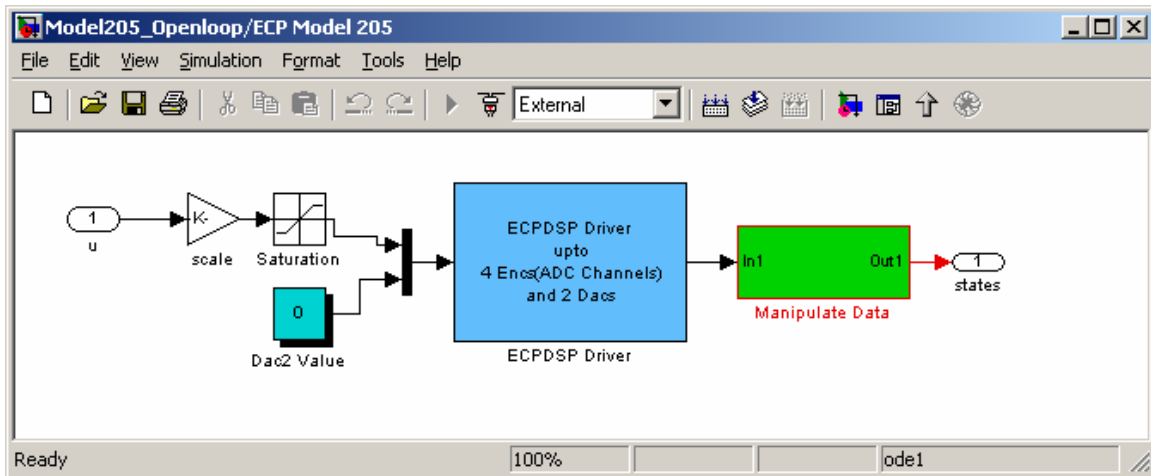 Model205_Openloop/ECP Model 205
File Edit View Simulation Format Tools Help
External
1
u
K-
scale
Saturation
0
Dac2 Value
ECPDSP Driver
upto
4 Encs(ADC Channels)
and 2 Dacs
ECPDSP Driver
In1 Out1
Manipulate Data
1
states
Ready 100% ode1